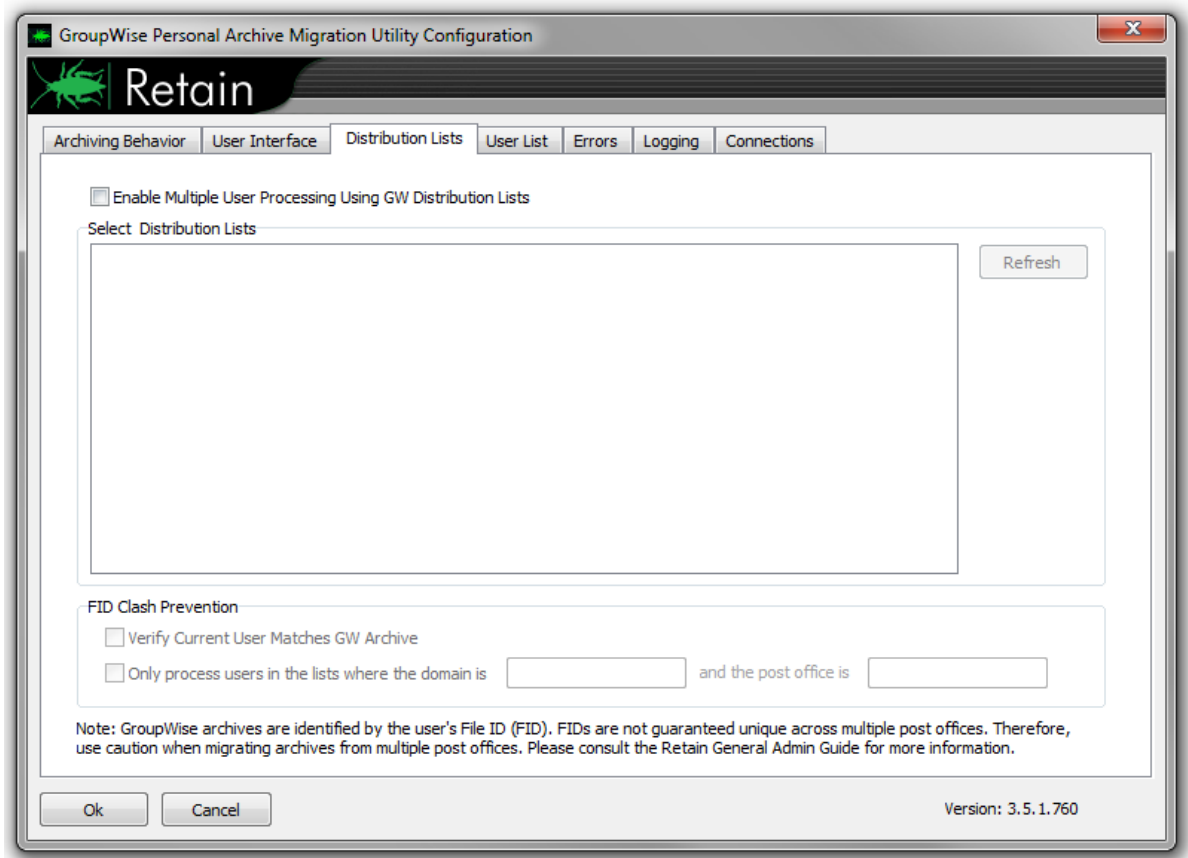 GroupWise Personal Archive Migration Utility Configuration
Retain
Archiving Behavior User Interface Distribution Lists User List Errors Logging Connections
Enable Multiple User Processing Using GW Distribution Lists
Select Distribution Lists
Refresh
FID Clash Prevention
Verify Current User Matches GW Archive
Only process users in the lists where the domain is and the post office is
Note: GroupWise archives are identified by the user's File ID (FID). FIDs are not guaranteed unique across multiple post offices. Therefore,
use caution when migrating archives from multiple post offices. Please consult the Retain General Admin Guide for more information.
Ok Cancel Version: 3.5.1.760